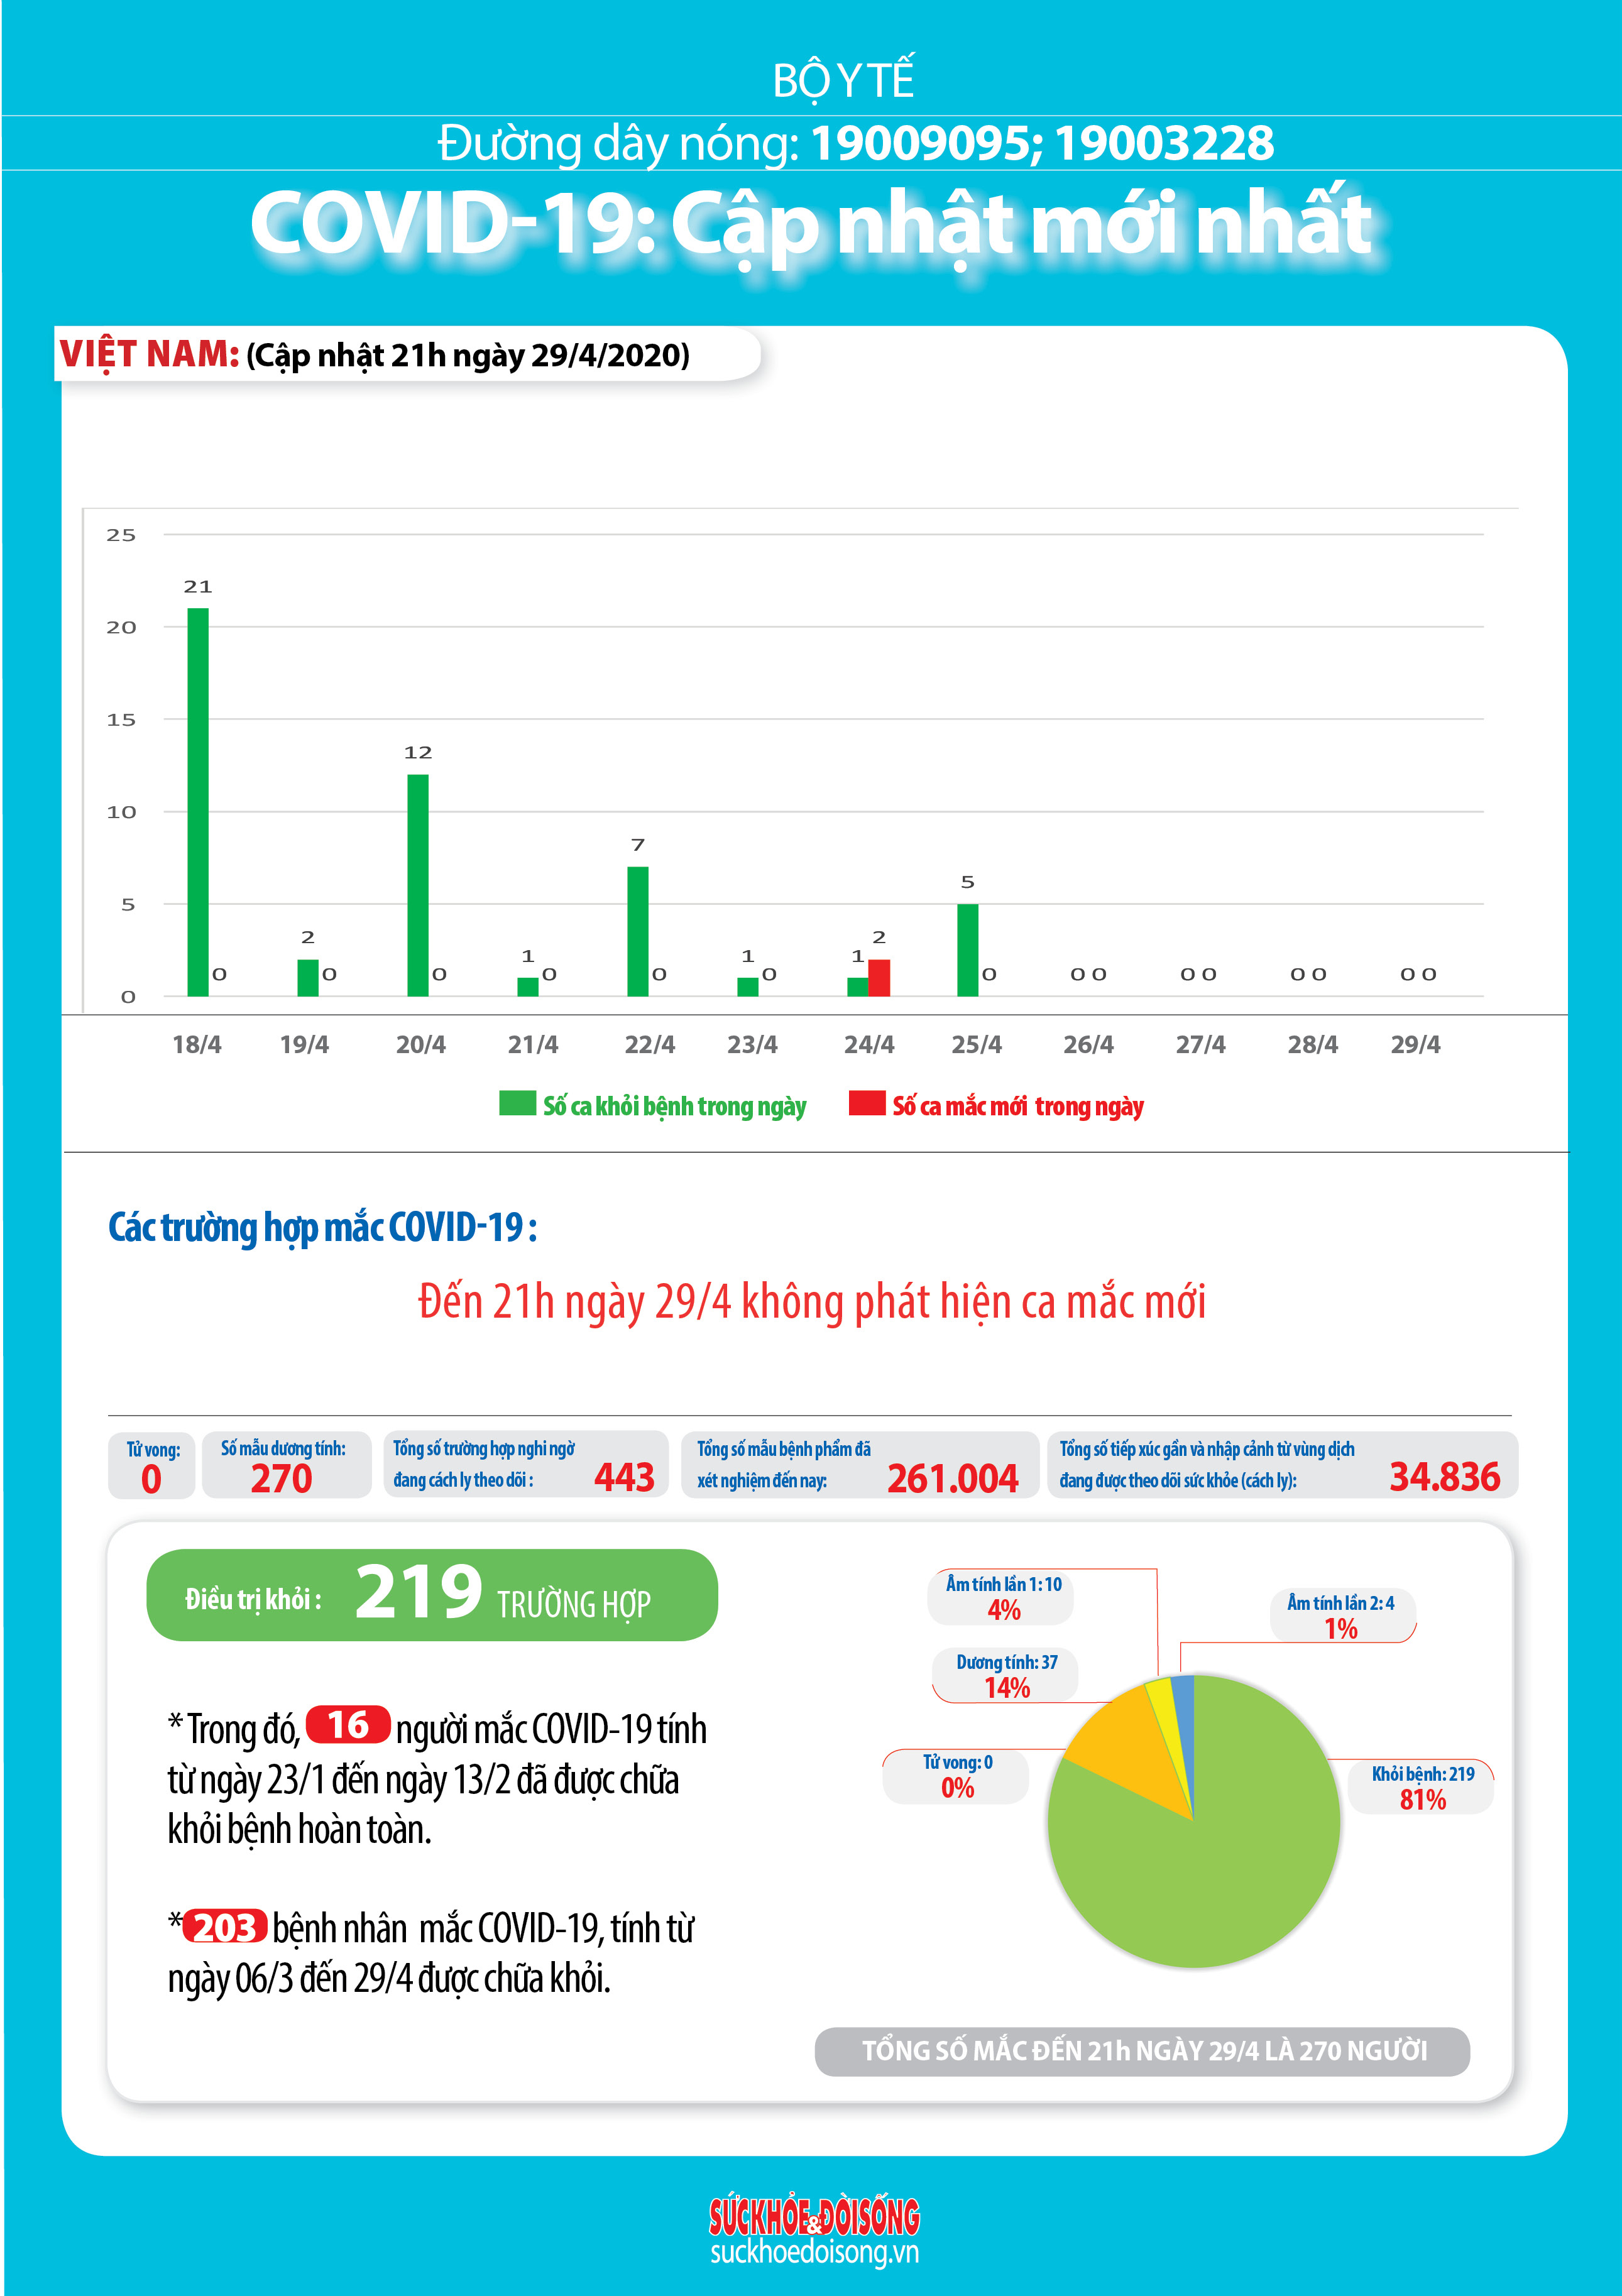 BỘ Y TẾ
Đường dây nóng: 19009095; 19003228
COVID-19: Cập nhật mới nhất
VIỆT NAM: (Cập nhật 21h ngày 29/4/2020)
25
20
15
10
5
0
21 0
2 0
12 0
1 0
7 0
1 0
1 2
5 0
0 0
0 0
0 0
0 0
18/4 19/4 20/4 21/4 22/4 23/4 24/4 25/4 26/4 27/4 28/4 29/4
Số ca khỏi bệnh trong ngày Số ca mắc mới trong ngày
Các trường hợp mắc COVID-19 :
Đến 21h ngày 29/4 không phát hiện ca mắc mới
Tử vong:
0
Số mẫu dương tính:
270
Tổng số trường hợp nghi ngờ
đang cách ly theo dõi : 443
Tổng số mẫu bệnh phẩm đã
xét nghiệm đến nay: 261.004
Tổng số tiếp xúc gần và nhập cảnh từ vùng dịch
đang được theo dõi sức khỏe (cách ly): 34.836
Điều trị khỏi : 219 TRƯỜNG HỢP
* Trong đó, 16 người mắc COVID-19 tính
từ ngày 23/1 đến ngày 13/2 đã được chữa
khỏi bệnh hoàn toàn.
* 203 bệnh nhân mắc COVID-19, tính từ
ngày 06/3 đến 29/4 được chữa khỏi.
Âm tính lần 1: 10
4%
Âm tính lần 2: 4
1%
Dương tính: 37
14%
Tử vong: 0
0%
Khỏi bệnh: 219
81%
TỔNG SỐ MẮC ĐẾN 21h NGÀY 29/4 LÀ 270 NGƯỜI
SỨC KHỎE & ĐỜI SỐNG
suckhoedoisong.vn